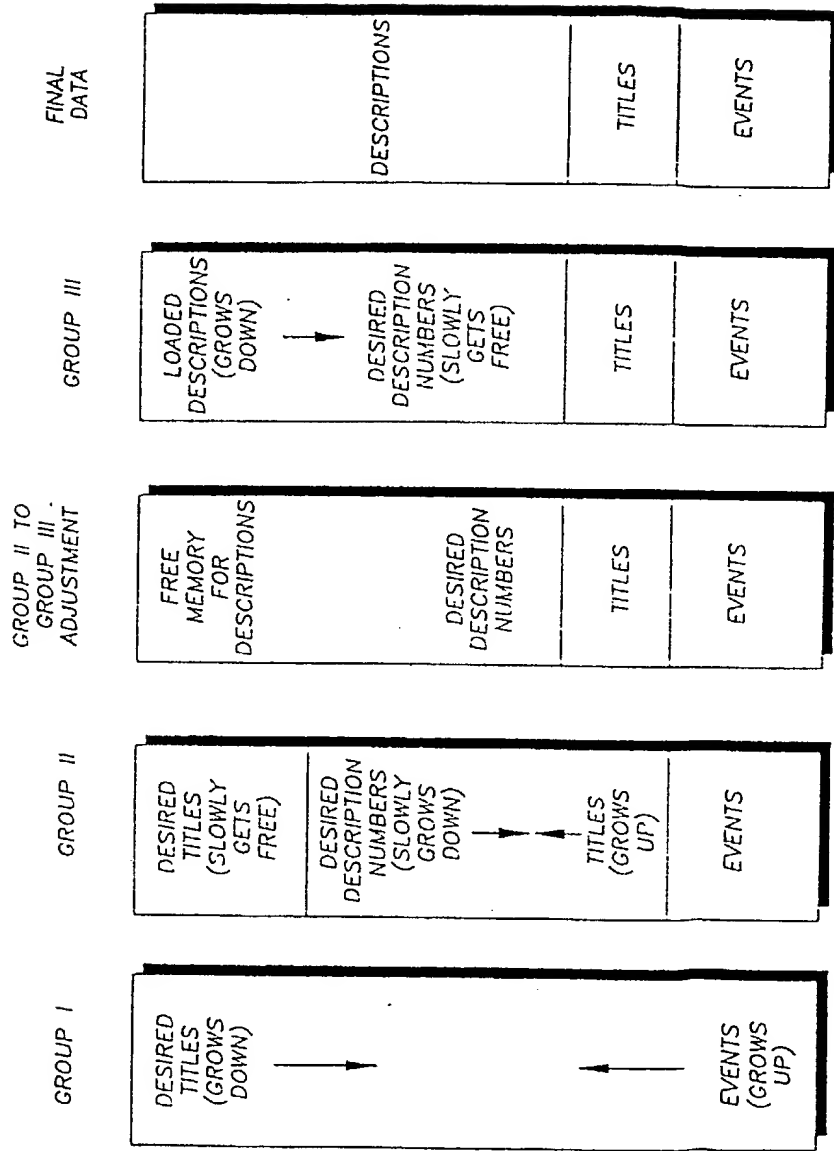 GROUP I
DESIRED
TITLES
(GROWS
DOWN)
EVENTS
(GROWS
UP)
GROUP II
DESIRED
TITLES
(SLOWLY
GETS
FREE)
DESIRED
DESCRIPTION
NUMBERS
(SLOWLY
GROWS
DOWN)
TITLES
(GROWS
UP)
EVENTS
GROUP II TO
GROUP III -
ADJUSTMENT
FREE
MEMORY
FOR
DESCRIPTIONS
DESIRED
DESCRIPTION
NUMBERS
TITLES
EVENTS
GROUP III
LOADED
DESCRIPTIONS
(GROWS
DOWN)
DESIRED
DESCRIPTION
NUMBERS
(SLOWLY
GETS
FREE)
TITLES
EVENTS
FINAL
DATA
DESCRIPTIONS
TITLES
EVENTS